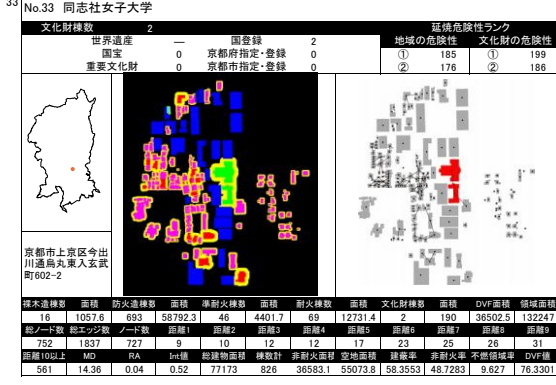 33
No.33 同志社女子大学
文化財棟数 2 延焼危険性ランク
世界遺産 — 国登録 2 地域の危険性 文化財の危険性
国宝 0 京都府指定・登録 0 ① 185 ① 199
重要文化財 0 京都市指定・登録 0 ② 176 ② 186
京都市上京区今出
川通烏丸東入玄武
町602-2
裸木造棟数 面積 防火造棟数 面積 準耐火棟数 面積 耐火棟数 面積 文化財棟数 面積 DVF面積 領域面積
16 1057.6 693 58792.3 46 4401.7 69 12731.4 2 190 36502.5 132247
総ノード数 総エッジ数 ノード数 距離1 距離2 距離3 距離4 距離5 距離6 距離7 距離8 距離9
752 1837 727 9 10 12 12 17 23 25 26 31
距離10以上 MD RA Int値 総建物面積 棟数計 非耐火面積 空地面積 建蔽率 非耐火率 不燃領域率 DVF値
561 14.36 0.04 0.52 77173 826 36583.1 55073.8 58.3553 48.7283 9.627 76.3301